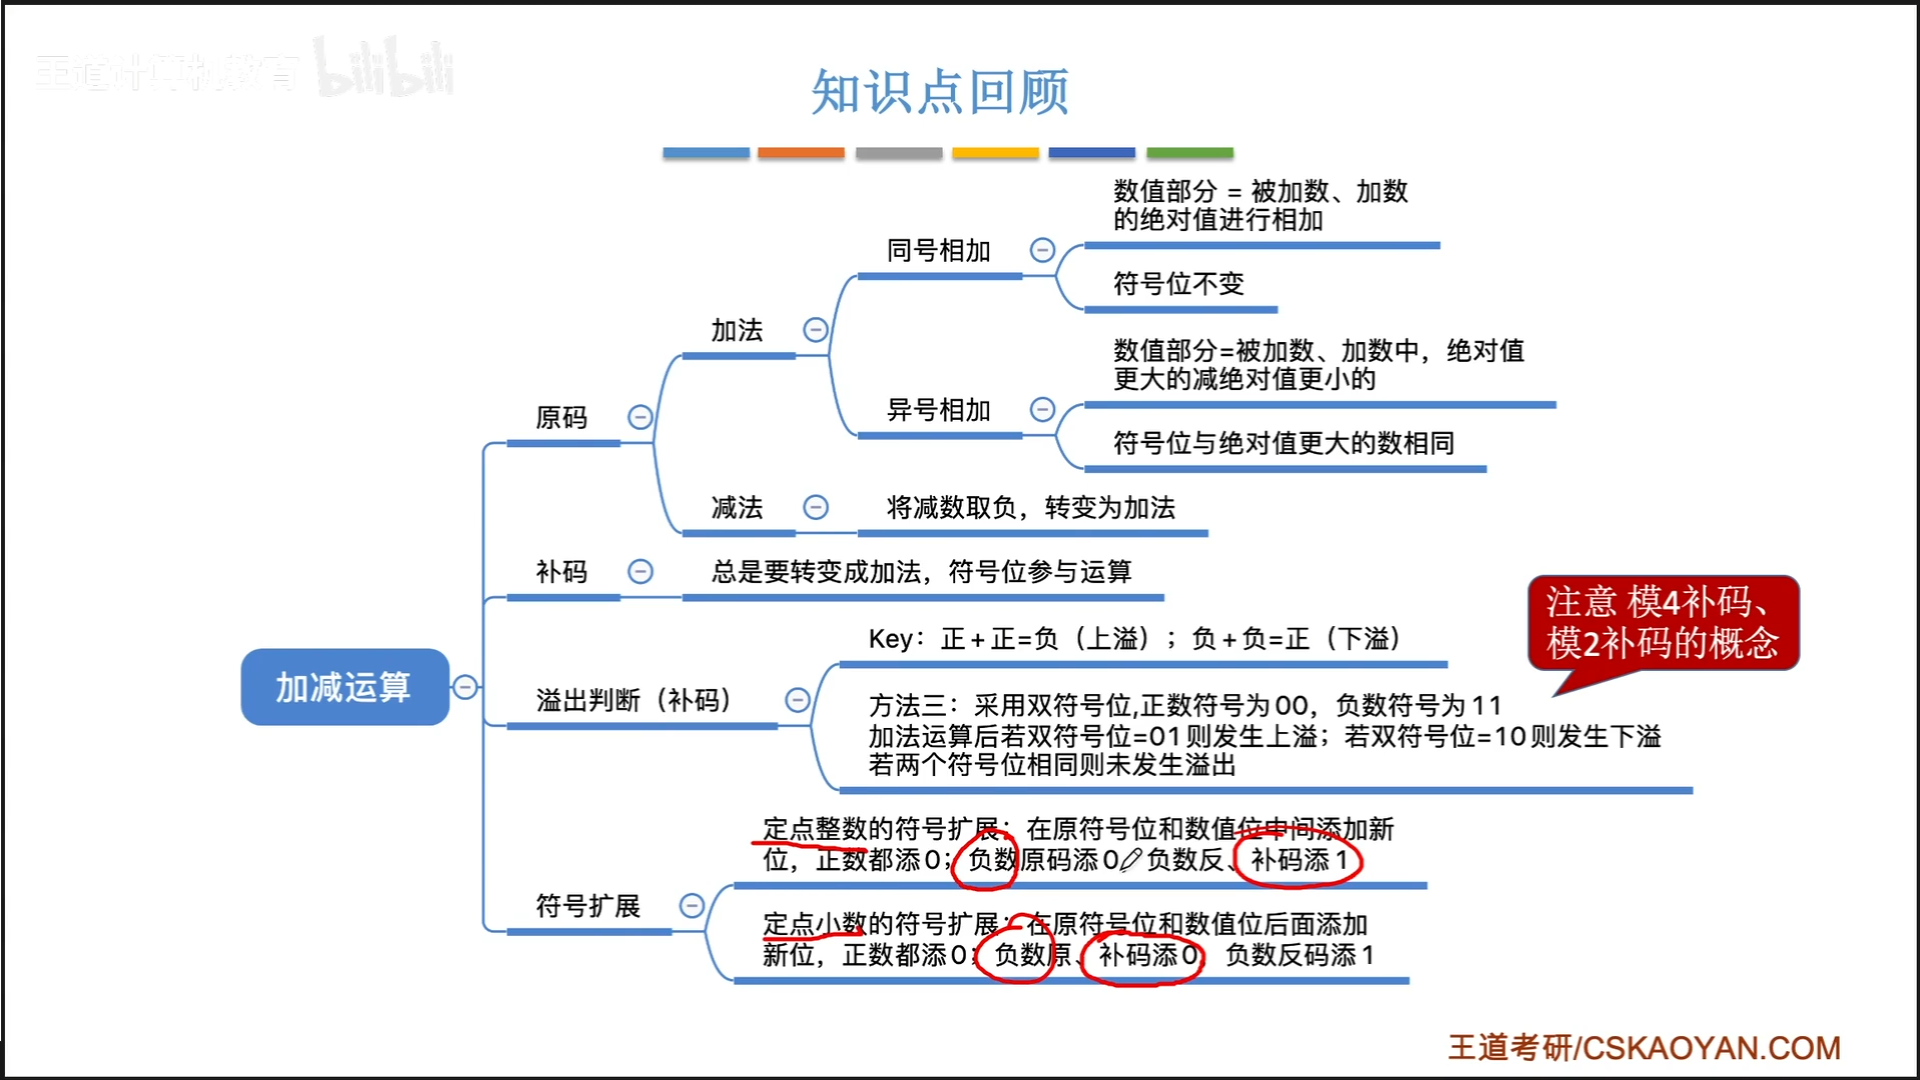 王道计算机教育 bilibili
知识点回顾
数值部分 = 被加数、加数
的绝对值进行相加
同号相加
符号位不变
加法
数值部分=被加数、加数中，绝对值
更大的减绝对值更小的
异号相加
原码
符号位与绝对值更大的数相同
减法
将减数取负，转变为加法
补码
总是要转变成加法，符号位参与运算
注意 模4补码、
模2补码的概念
Key：正+正=负（上溢）；负+负=正（下溢）
加减运算
溢出判断（补码）
方法三：采用双符号位,正数符号为00，负数符号为11
加法运算后若双符号位=01则发生上溢；若双符号位=10则发生下溢
若两个符号位相同则未发生溢出
定点整数的符号扩展：在原符号位和数值位中间添加新
位，正数都添0；负数原码添0 负数反、补码添1
符号扩展
定点小数的符号扩展：在原符号位和数值位后面添加
新位，正数都添0；负数原、补码添0 负数反码添1
王道考研/CSKAOYAN.COM